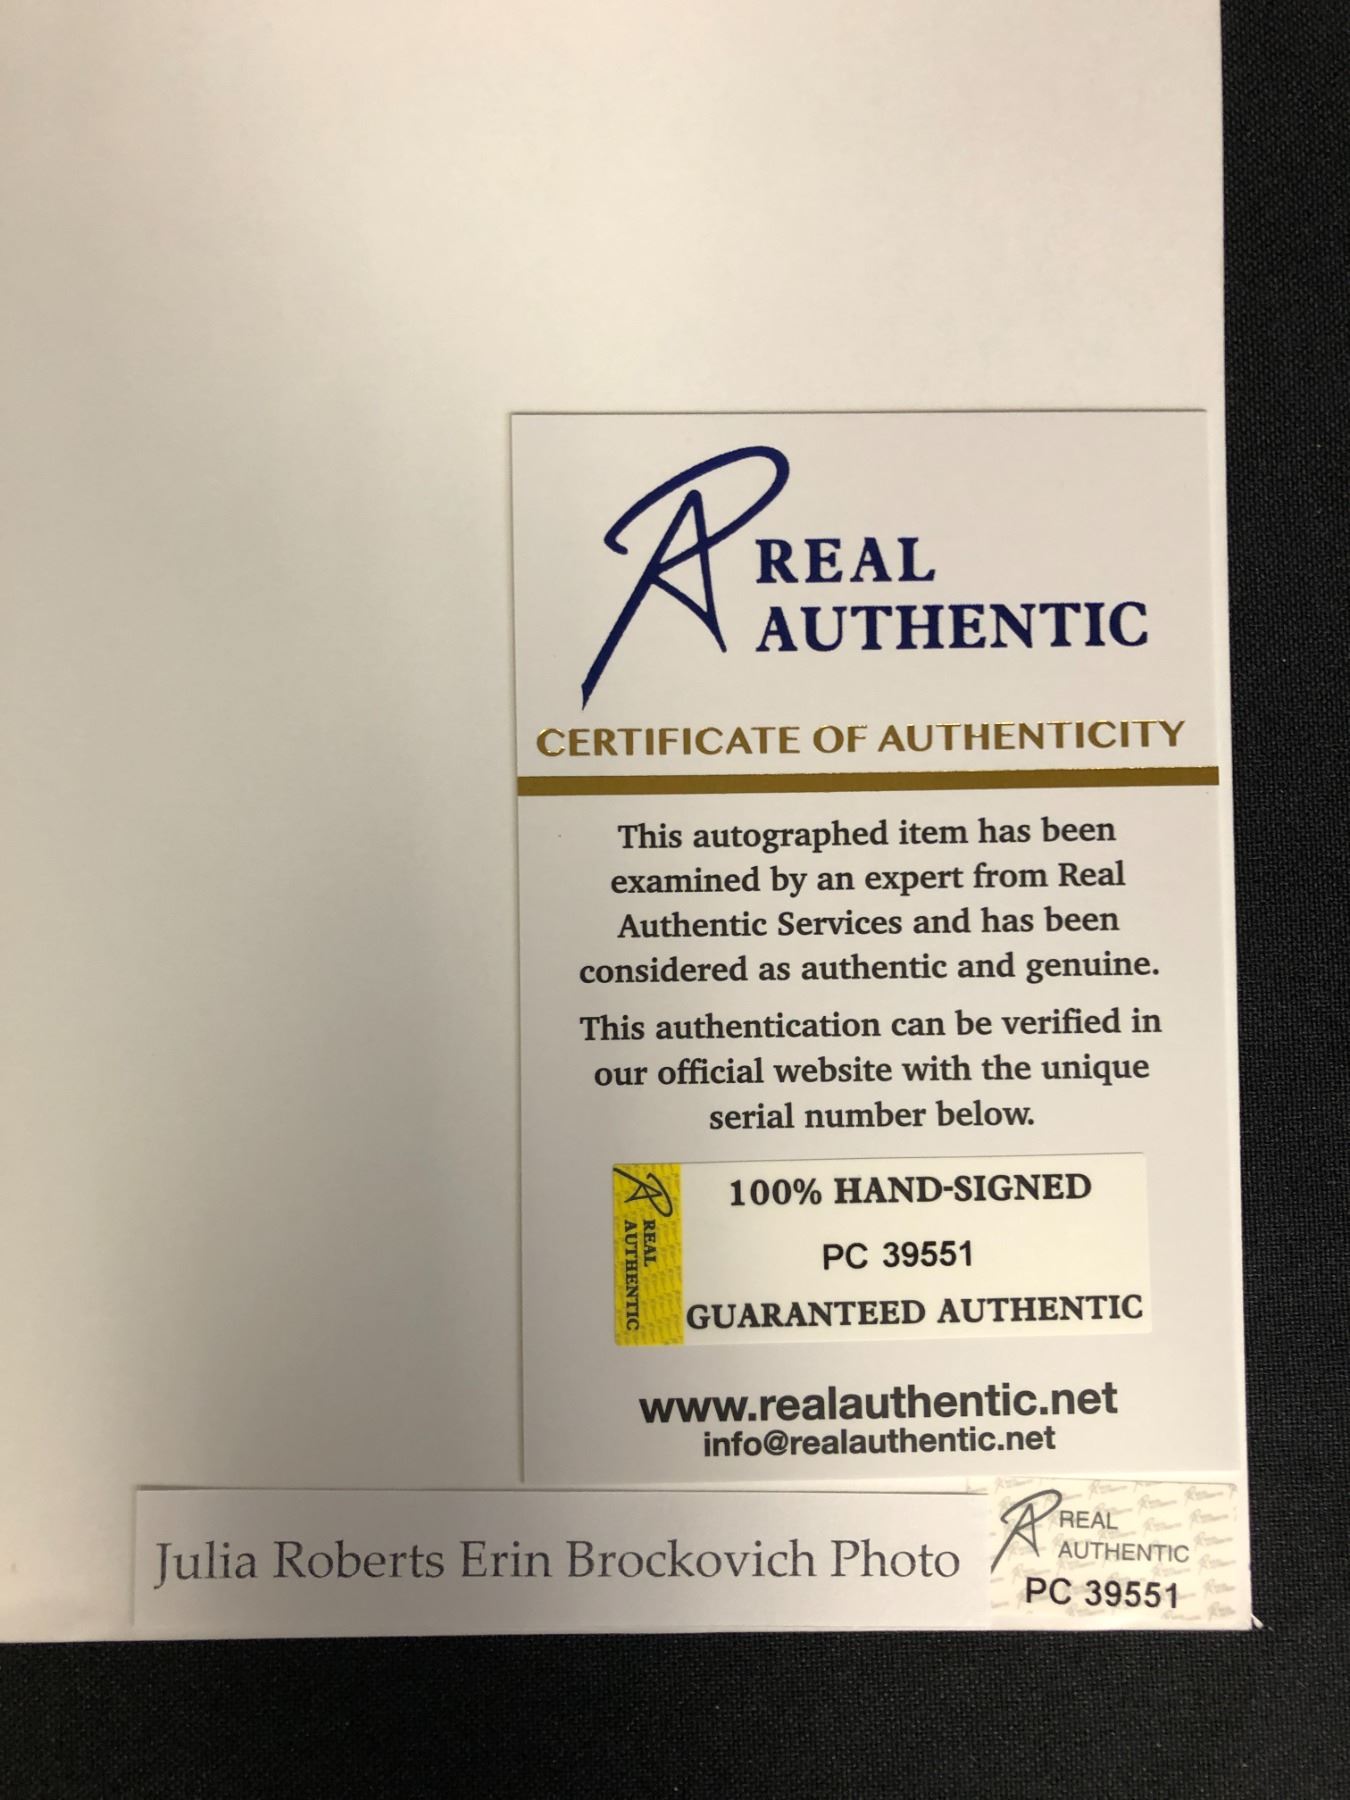 REAL
AUTHENTIC
CERTIFICATE OF AUTHENTICITY
This autographed item has been
examined by an expert from Real
Authentic Services and has been
considered as authentic and genuine.
This authentication can be verified in
our official website with the unique
serial number below.
REAL
AUTHENTIC
100% HAND-SIGNED
PC 39551
GUARANTEED AUTHENTIC
www.realauthentic.net
info@realauthentic.net
Julia Roberts Erin Brockovich Photo
REAL
AUTHENTIC
PC 39551